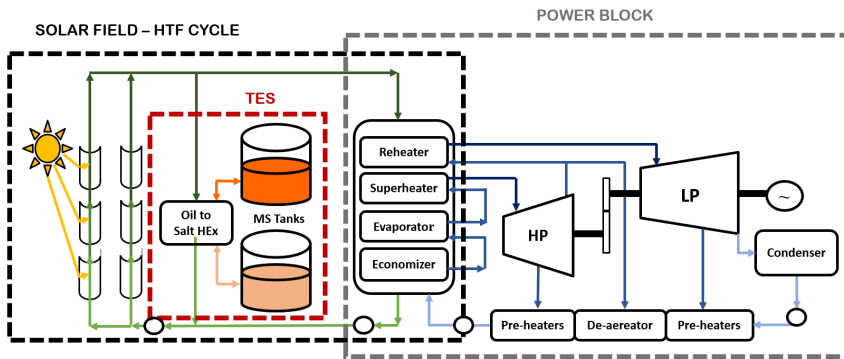 POWER BLOCK
SOLAR FIELD – HTF CYCLE
TES
Reheater
Superheater
Evaporator
Economizer
Oil to
Salt HEx
MS Tanks
HP
LP
~
Condenser
Pre-heaters
De-aereator
Pre-heaters